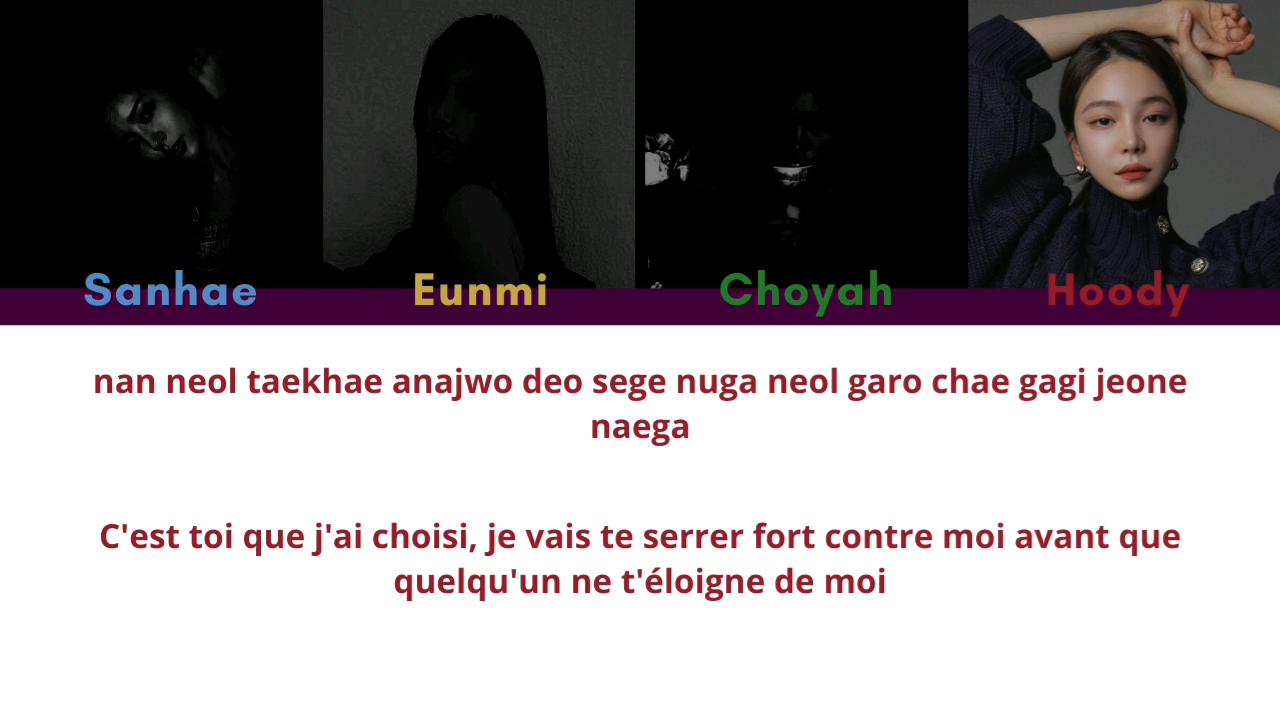 Sanhae Eunmi Choyah Hoody
nan neol taekhae anajwo deo sege nuga neol garo chae gagi jeone
naega
C'est toi que j'ai choisi, je vais te serrer fort contre moi avant que
quelqu'un ne t'éloigne de moi